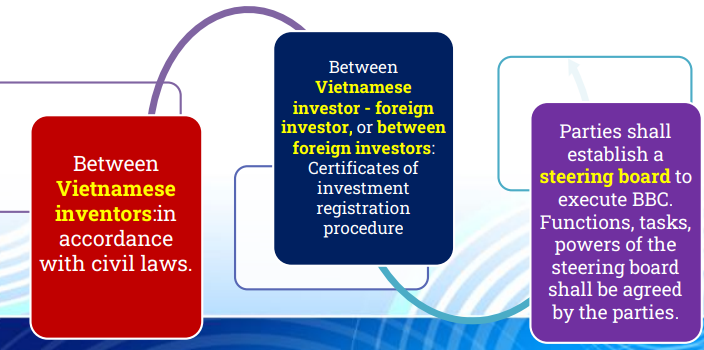 Between
Vietnamese
inventors:in
accordance
with civil laws.
Between
Vietnamese
investor - foreign
investor, or between
foreign investors:
Certificates of
investment
registration
procedure
Parties shall
establish a
steering board to
execute BBC.
Functions, tasks,
powers of the
steering board
shall be agreed
by the parties.